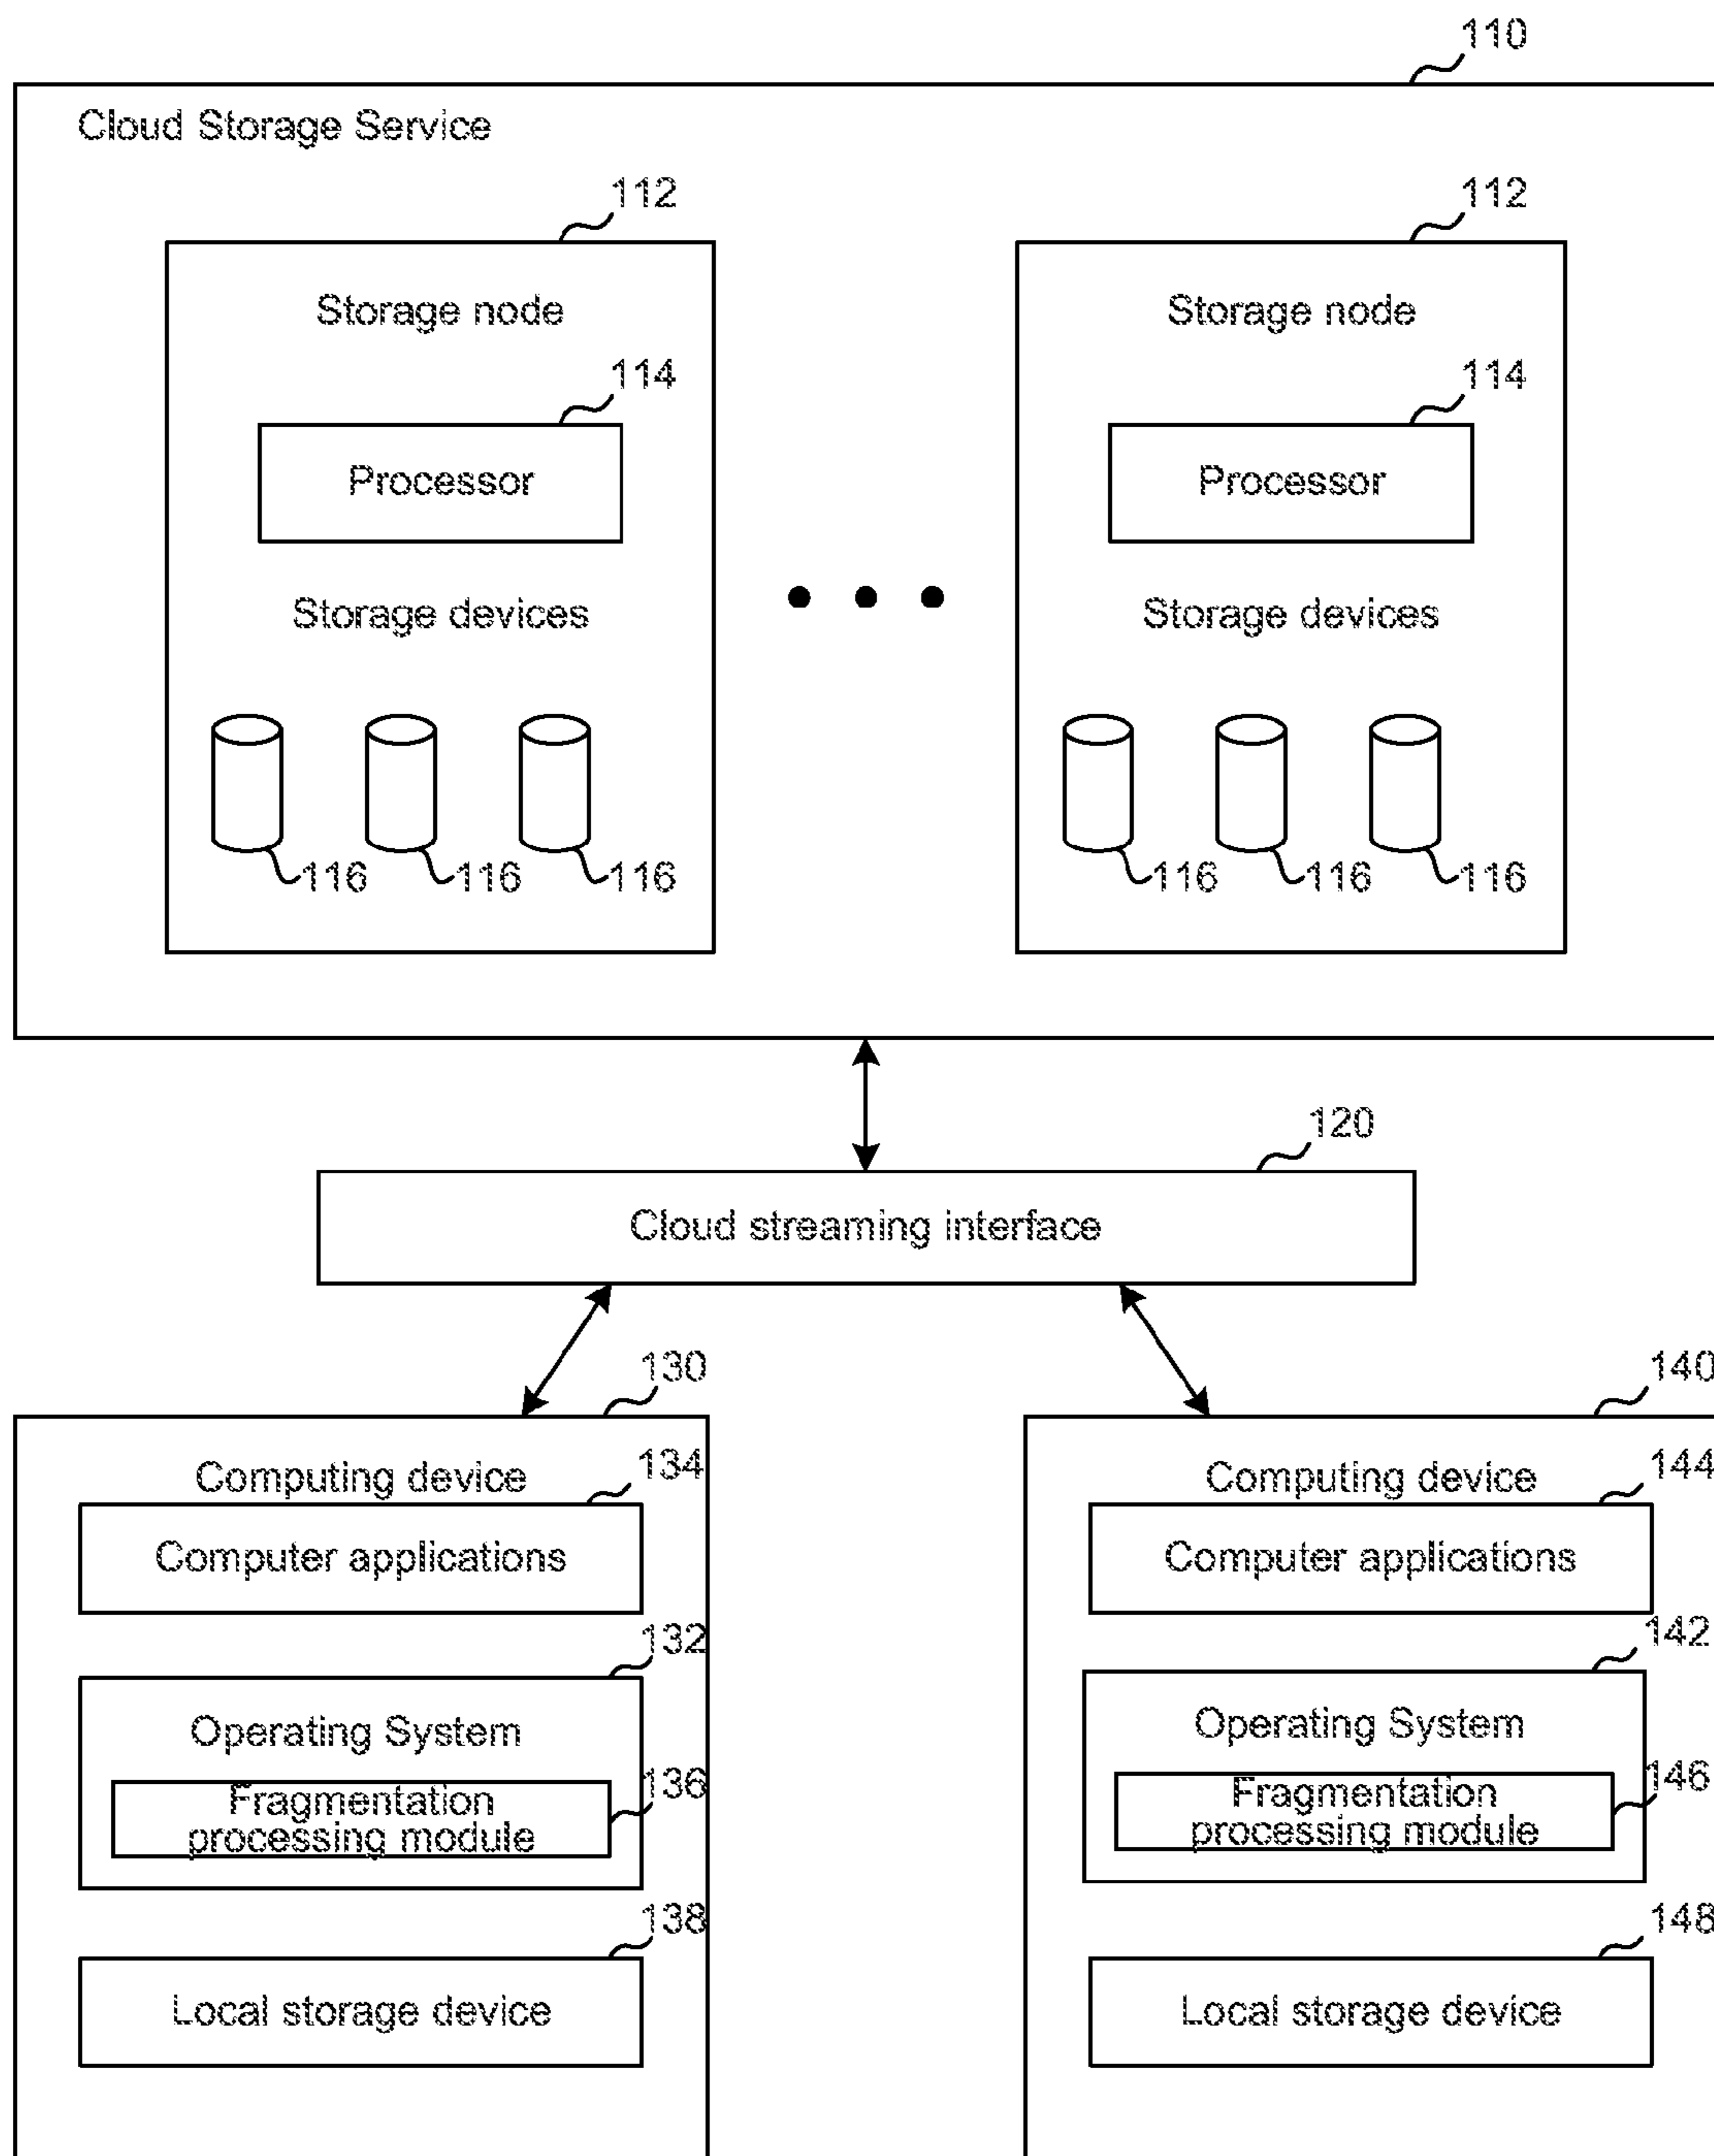 110
Cloud Storage Service
112
112
Storage node
Storage node
114
114
Processor
Processor
Storage devices
Storage devices
116
116
116
116
116
116
120
Cloud streaming interface
130
140
Computing device
134
Computing device
144
Computer applications
Computer applications
132
142
Operating System
Operating System
Fragmentation
processing module
136
Fragmentation
processing module
146
138
148
Local storage device
Local storage device